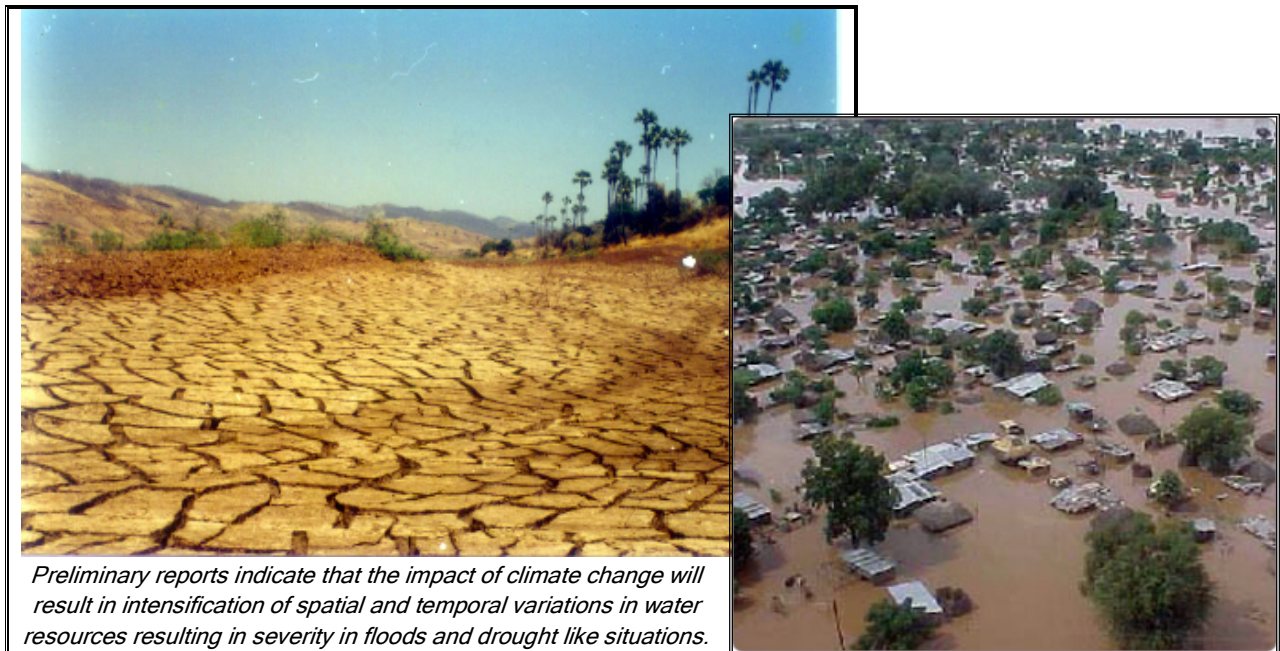 Preliminary reports indicate that the impact of climate change will
result in intensification of spatial and temporal variations in water
resources resulting in severity in floods and drought like situations.